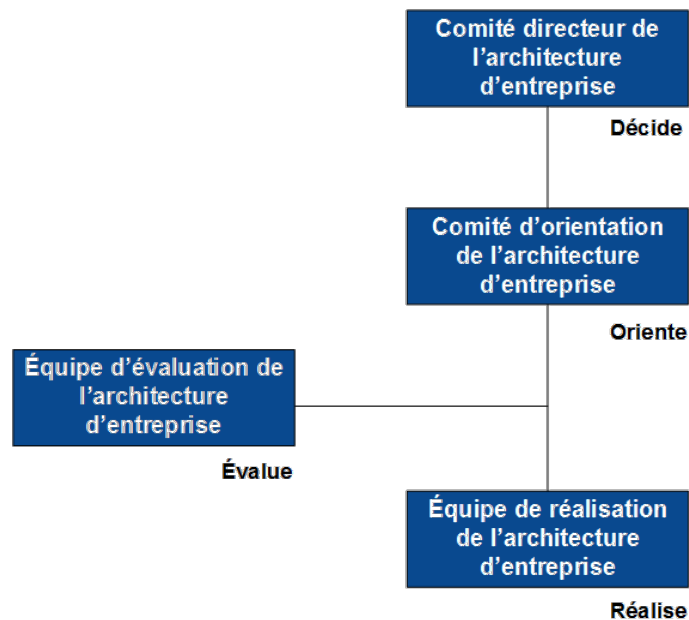 Comité directeur de
l'architecture
d'entreprise
Décide
Comité d'orientation
de l'architecture
d'entreprise
Oriente
Équipe d'évaluation de
l'architecture
d'entreprise
Évalue
Équipe de réalisation
de l'architecture
d'entreprise
Réalise